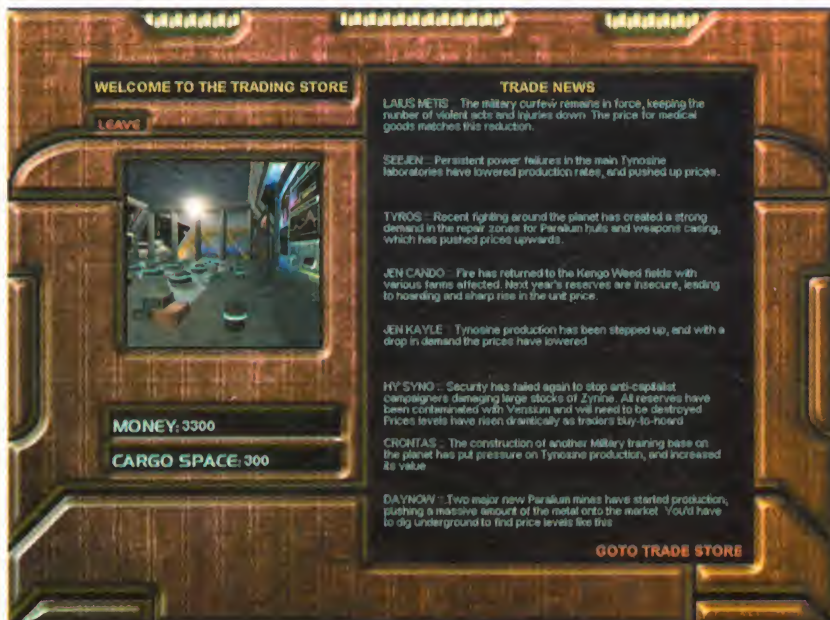 WELCOME TO THE TRADING STORE
LEAVE
MONEY: 3300
CARGO SPACE: 300
TRADE NEWS
LAIUS METIS :: The military curfew remains in force, keeping the
number of violent acts and injuries down. The price for medical
goods matches this reduction.
SEEJEN :: Persistent power failures in the main Tynosine
laboratories have lowered production rates, and pushed up prices.
TYROS :: Recent fighting around the planet has created a strong
demand in the repair zones for Paralium hulls and weapons casing,
which has pushed prices upwards.
JEN CANDO :: Fire has returned to the Kengo Weed fields with
various farms affected. Next year's reserves are insecure, leading
to hoarding and sharp rise in the unit price.
JEN KAYLE :: Tynosine production has been stepped up, and with a
drop in demand the prices have lowered
HY SYNO :: Security has failed again to stop anti-capitalist
campaigners damaging large stocks of Zynine. All reserves have
been contaminated with Vensium and will need to be destroyed
Prices levels have risen dramatically as traders buy-to-hoard
CRONTAS :: The construction of another Military training base on
the planet has put pressure on Tynosine production, and increased
its value
DAYNOW :: Two major new Paralium mines have started production,
pushing a massive amount of the metal onto the market. You'd have
to dig underground to find price levels like this
GOTO TRADE STORE